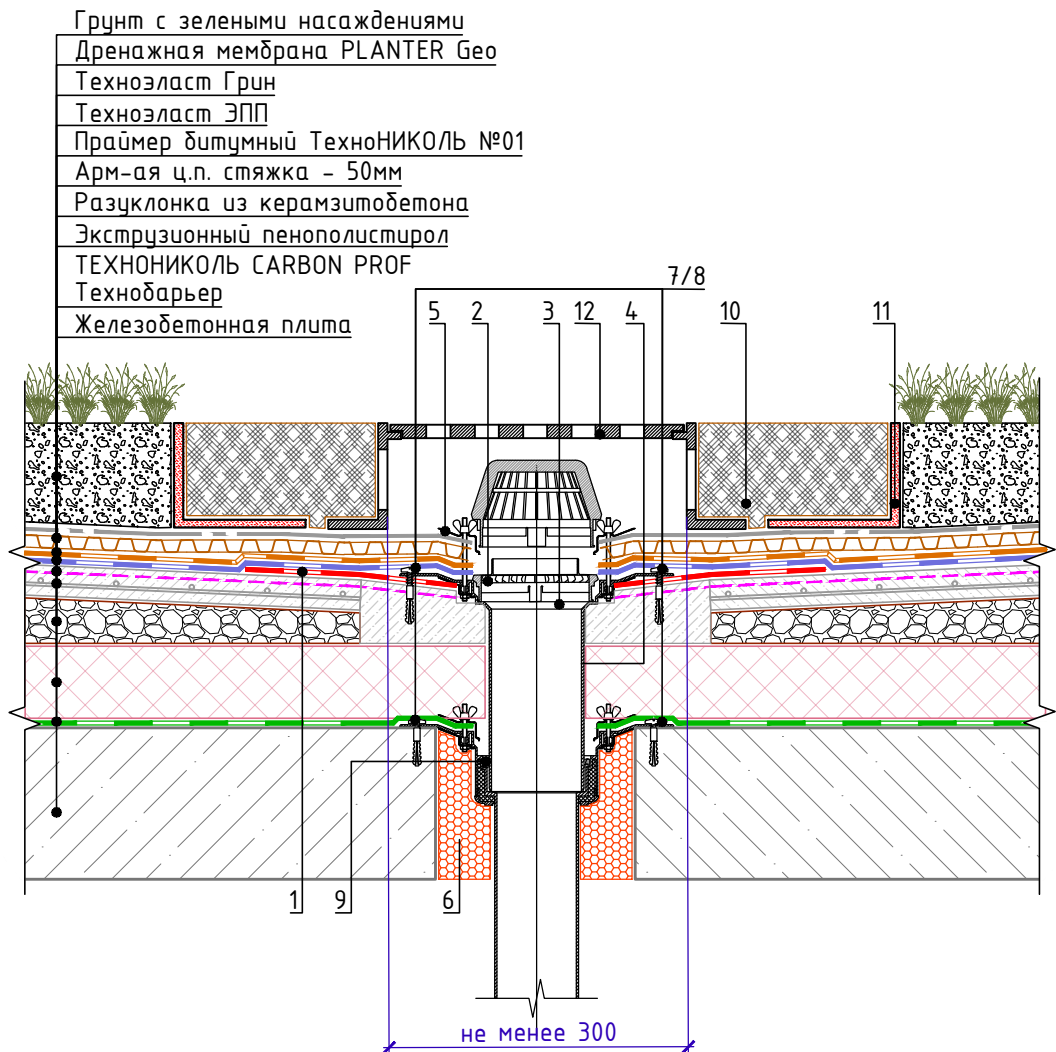 Грунт с зелеными насаждениями
Дренажная мембрана PLANTER Geo
Техноэласт Грин
Техноэласт ЭПП
Праймер битумный ТехноНИКОЛЬ №01
Арм-ая ц.п. стяжка - 50мм
Разуклонка из керамзитобетона
Экструзионный пенополистирол
ТЕХНОНИКОЛЬ CARBON PROF
Технобарьер
Железобетонная плита
7/8
5 2 3 12 4 10 11
1 9 6
не менее 300